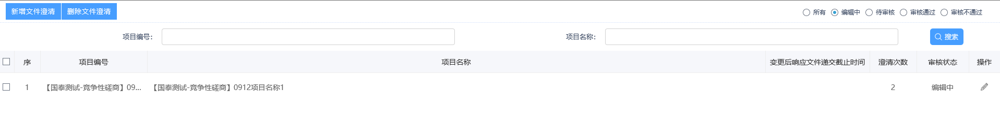 新增文件澄清 删除文件澄清 所有 编辑中 待审核 审核通过 审核不通过
项目编号: 项目名称: 搜索
序 项目编号 项目名称 变更后响应文件递交截止时间 澄清次数 审核状态 操作
1 【国泰测试-竞争性磋商】09... 【国泰测试-竞争性磋商】0912项目名称1 2 编辑中